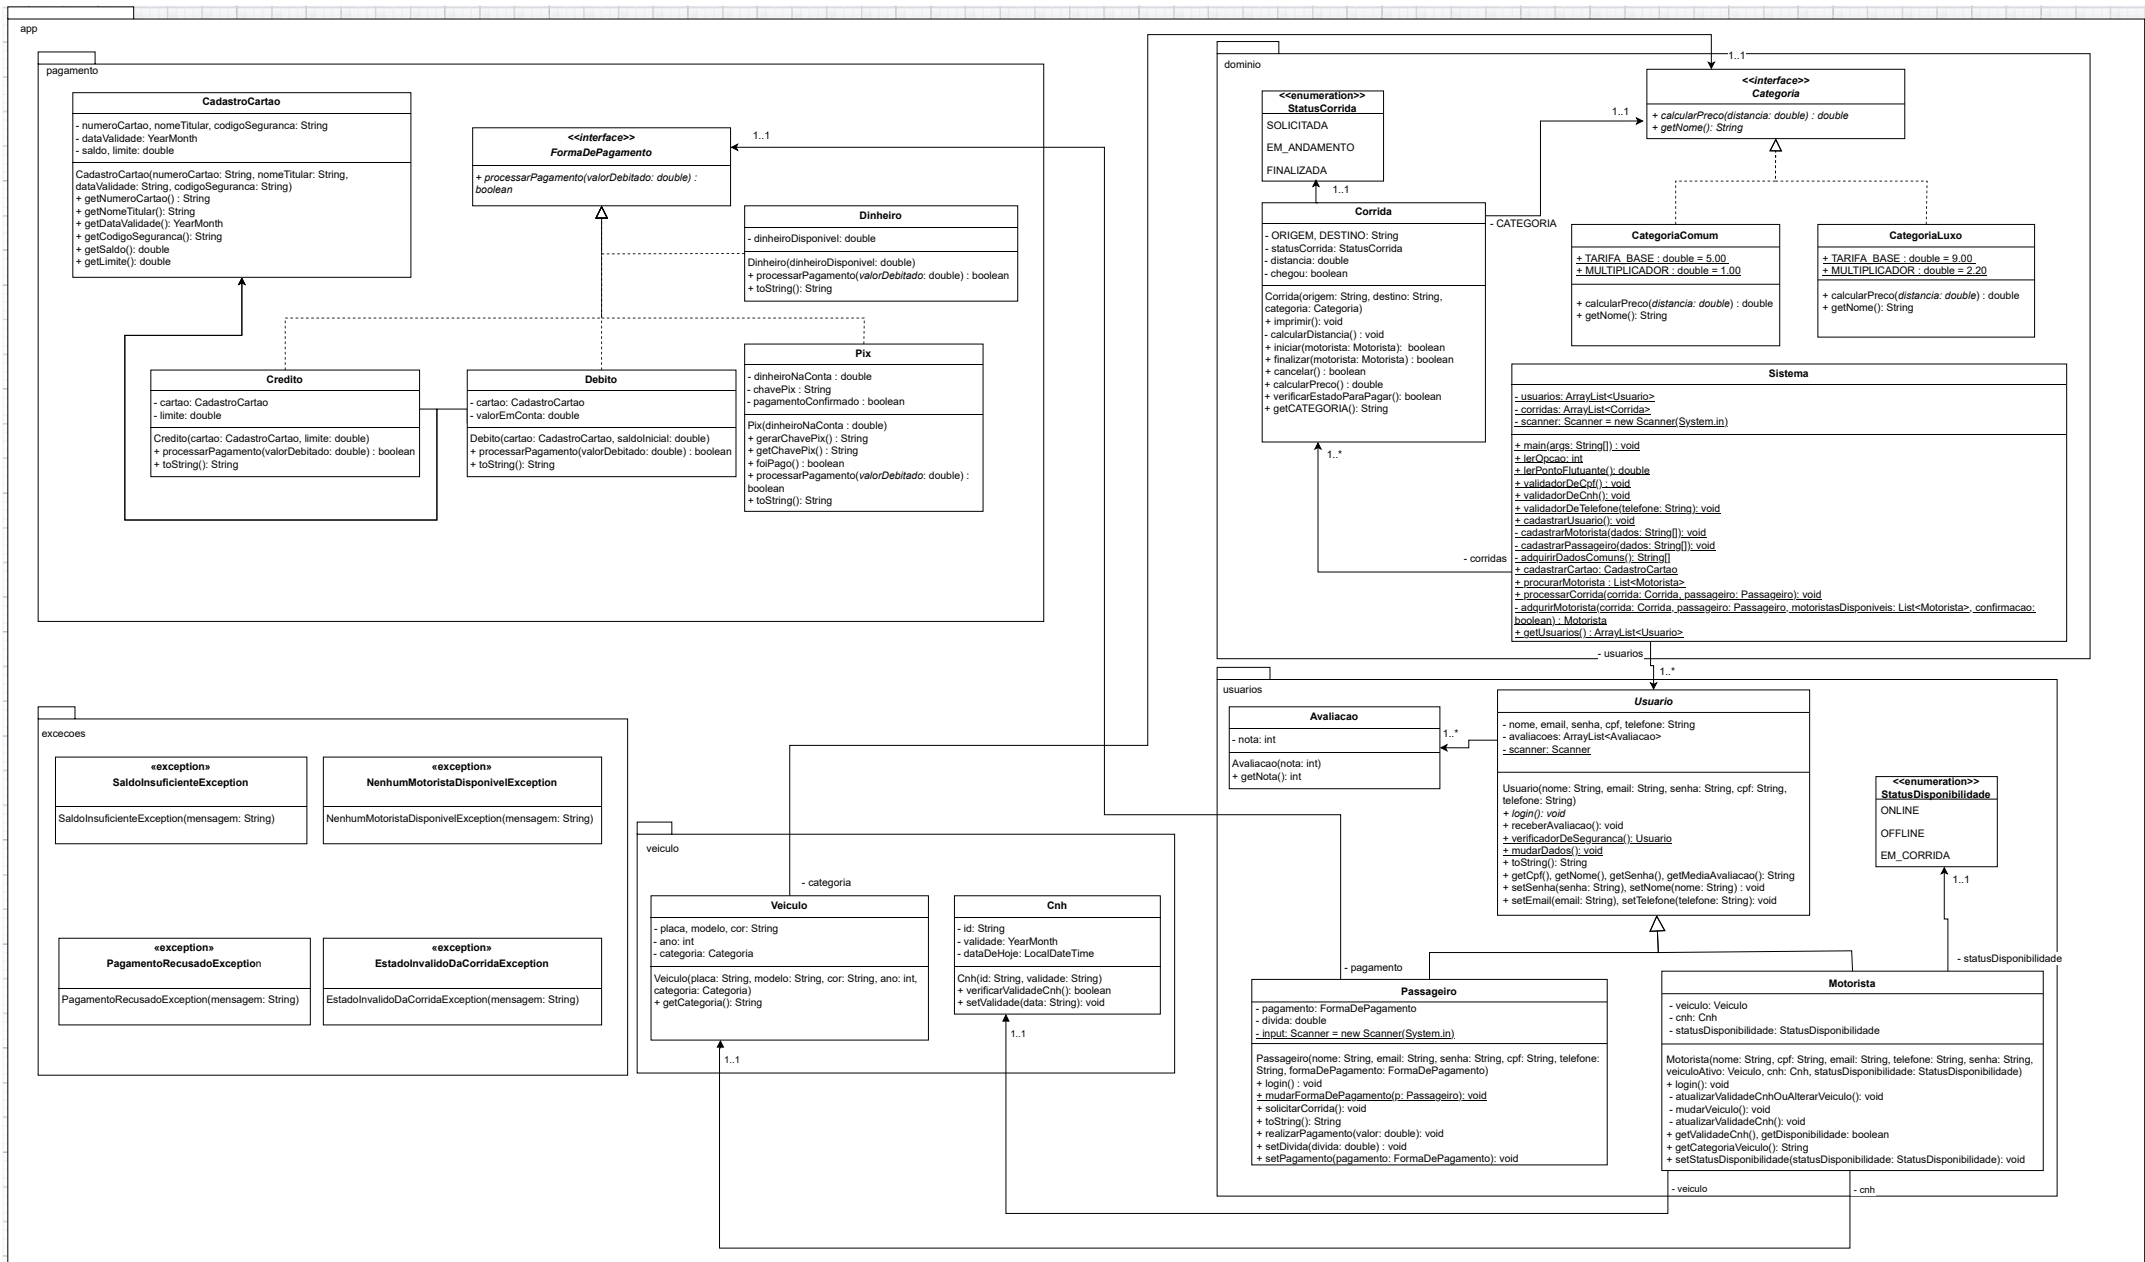 app
pagamento
CadastroCartao
- numeroCartao, nomeTitular, codigoSeguranca: String
- dataValidade: YearMonth
- saldo, limite: double
CadastroCartao(numeroCartao: String, nomeTitular: String,
dataValidade: String, codigoSeguranca: String)
+ getNumeroCartao() : String
+ getNomeTitular(): String
+ getDataValidade(): YearMonth
+ getCodigoSeguranca(): String
+ getSaldo(): double
+ getLimite(): double
<<interface>>
FormaDePagamento
+ processarPagamento(valorDebitado: double) :
boolean
1..1
Dinheiro
- dinheiroDisponivel: double
Dinheiro(dinheiroDisponivel: double)
+ processarPagamento(valorDebitado: double) : boolean
+ toString(): String
Credito
- cartao: CadastroCartao
- limite: double
Credito(cartao: CadastroCartao, limite: double)
+ processarPagamento(valorDebitado: double) : boolean
+ toString(): String
Debito
- cartao: CadastroCartao
- valorEmConta: double
Debito(cartao: CadastroCartao, saldoInicial: double)
+ processarPagamento(valorDebitado: double) : boolean
+ toString(): String
Pix
- dinheiroNaConta : double
- chavePix : String
- pagamentoConfirmado : boolean
Pix(dinheiroNaConta : double)
+ gerarChavePix() : String
+ getChavePix() : String
+ foiPago() : boolean
+ processarPagamento(valorDebitado: double) :
boolean
+ toString(): String
dominio
<<enumeration>>
StatusCorrida
SOLICITADA
EM_ANDAMENTO
FINALIZADA
1..1
1..1
<<interface>>
Categoria
+ calcularPreco(distancia: double) : double
+ getNome(): String
1..1
Corrida
- ORIGEM, DESTINO: String
- statusCorrida: StatusCorrida
- distancia: double
- chegou: boolean
Corrida(origem: String, destino: String,
categoria: Categoria)
+ imprimir(): void
- calcularDistancia() : void
+ iniciar(motorista: Motorista):  boolean
+ finalizar(motorista: Motorista) : boolean
+ cancelar() : boolean
+ calcularPreco() : double
+ verificarEstadoParaPagar(): boolean
+ getCATEGORIA(): String
- CATEGORIA
CategoriaComum
+ TARIFA_BASE : double = 5.00
+ MULTIPLICADOR : double = 1.00
+ calcularPreco(distancia: double) : double
+ getNome(): String
CategoriaLuxo
+ TARIFA_BASE : double = 9.00
+ MULTIPLICADOR : double = 2.20
+ calcularPreco(distancia: double) : double
+ getNome(): String
Sistema
- usuarios: ArrayList<Usuario>
- corridas: ArrayList<Corrida>
- scanner: Scanner = new Scanner(System.in)
+ main(args: String[]) : void
+ lerOpcao: int
+ lerPontoFlutuante(): double
+ validadorDeCpf() : void
+ validadorDeCnh(): void
+ validadorDeTelefone(telefone: String): void
+ cadastrarUsuario(): void
- cadastrarMotorista(dados: String[]): void
- cadastrarPassageiro(dados: String[]): void
- adquirirDadosComuns(): String[]
+ cadastrarCartao: CadastroCartao
+ procurarMotorista : List<Motorista>
+ processarCorrida(corrida: Corrida, passageiro: Passageiro): void
- adqurirMotorista(corrida: Corrida, passageiro: Passageiro, motoristasDisponiveis: List<Motorista>, confirmacao:
boolean) : Motorista
+ getUsuarios() : ArrayList<Usuario>
1..*
- corridas
- usuarios
1..*
usuarios
Avaliacao
- nota: int
Avaliacao(nota: int)
+ getNota(): int
1..*
Usuario
- nome, email, senha, cpf, telefone: String
- avaliacoes: ArrayList<Avaliacao>
- scanner: Scanner
Usuario(nome: String, email: String, senha: String, cpf: String,
telefone: String)
+ login(): void
+ receberAvaliacao(): void
+ verificadorDeSeguranca(): Usuario
+ mudarDados(): void
+ toString(): String
+ getCpf(), getNome(), getSenha(), getMediaAvaliacao(): String
+ setSenha(senha: String), setNome(nome: String) : void
+ setEmail(email: String), setTelefone(telefone: String): void
<<enumeration>>
StatusDisponibilidade
ONLINE
OFFLINE
EM_CORRIDA
1..1
- statusDisponibilidade
- pagamento
Passageiro
- pagamento: FormaDePagamento
- divida: double
- input: Scanner = new Scanner(System.in)
Passageiro(nome: String, email: String, senha: String, cpf: String, telefone:
String, formaDePagamento: FormaDePagamento)
+ login() : void
+ mudarFormaDePagamento(p: Passageiro): void
+ solicitarCorrida(): void
+ toString(): String
+ realizarPagamento(valor: double): void
+ setDivida(divida: double) : void
+ setPagamento(pagamento: FormaDePagamento): void
Motorista
- veiculo: Veiculo
- cnh: Cnh
- statusDisponibilidade: StatusDisponibilidade
Motorista(nome: String, cpf: String, email: String, telefone: String, senha: String,
veiculoAtivo: Veiculo, cnh: Cnh, statusDisponibilidade: StatusDisponibilidade)
+ login(): void
- atualizarValidadeCnhOuAlterarVeiculo(): void
- mudarVeiculo(): void
- atualizarValidadeCnh(): void
+ getValidadeCnh(), getDisponibilidade: boolean
+ getCategoriaVeiculo(): String
+ setStatusDisponibilidade(statusDisponibilidade: StatusDisponibilidade): void
- veiculo
- cnh
excecoes
«exception»
SaldoInsuficienteException
SaldoInsuficienteException(mensagem: String)
«exception»
NenhumMotoristaDisponivelException
NenhumMotoristaDisponivelException(mensagem: String)
«exception»
PagamentoRecusadoException
PagamentoRecusadoException(mensagem: String)
«exception»
EstadoInvalidoDaCorridaException
EstadoInvalidoDaCorridaException(mensagem: String)
veiculo
- categoria
Veiculo
- placa, modelo, cor: String
- ano: int
- categoria: Categoria
Veiculo(placa: String, modelo: String, cor: String, ano: int,
categoria: Categoria)
+ getCategoria(): String
1..1
Cnh
- id: String
- validade: YearMonth
- dataDeHoje: LocalDateTime
Cnh(id: String, validade: String)
+ verificarValidadeCnh(): boolean
+ setValidade(data: String): void
1..1